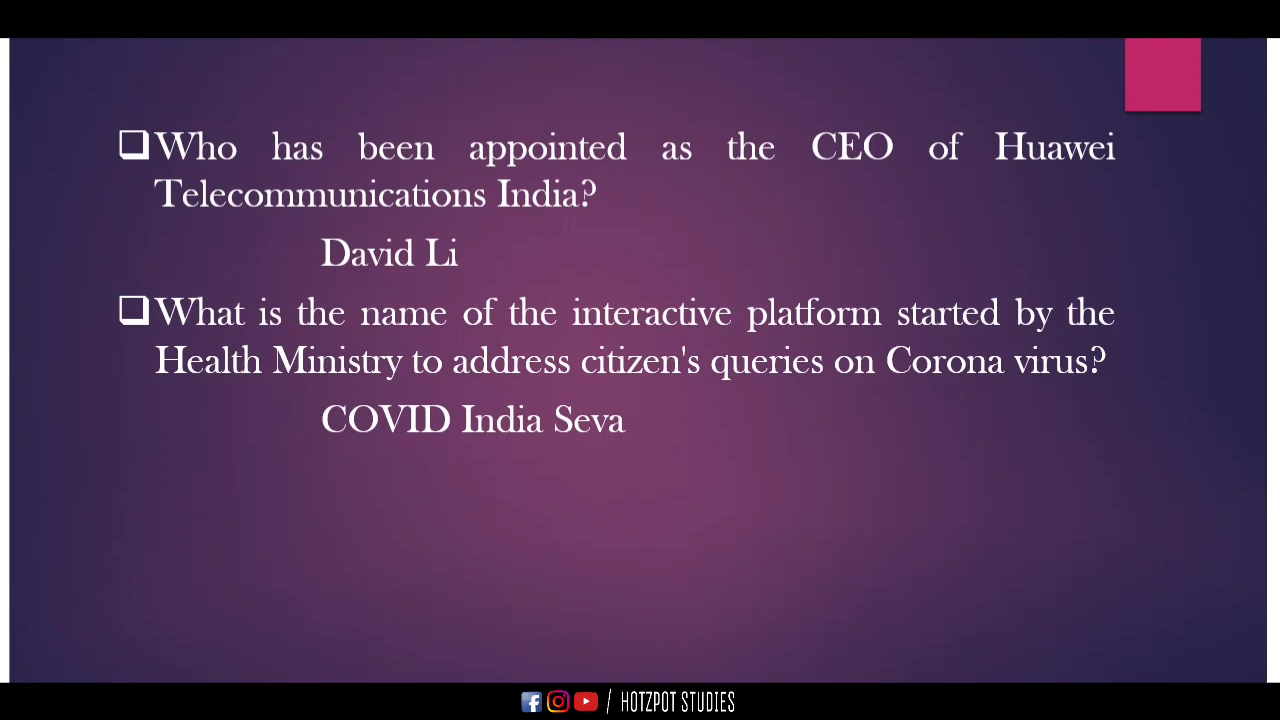 Who has been appointed as the CEO of Huawei
Telecommunications India?
David Li
What is the name of the interactive platform started by the
Health Ministry to address citizen's queries on Corona virus?
COVID India Seva
/ HOTZPOT STUDIES